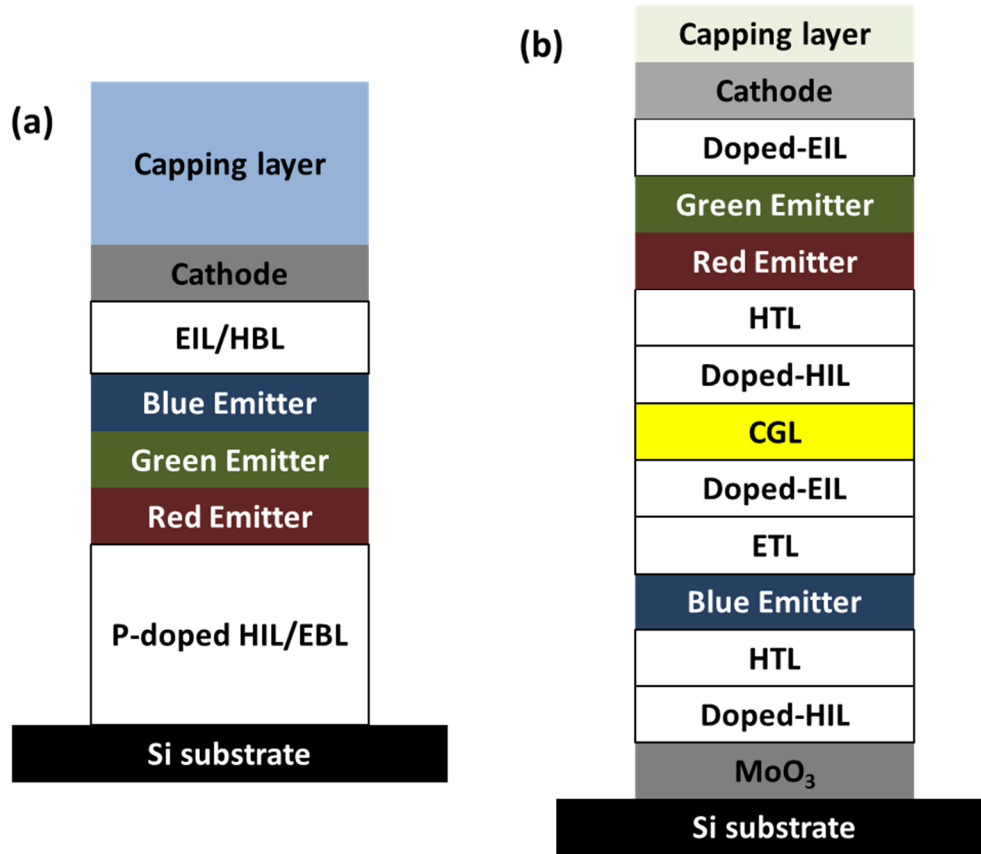 (a)
Capping layer
Cathode
EIL/HBL
Blue Emitter
Green Emitter
Red Emitter
P-doped HIL/EBL
Si substrate
(b)
Capping layer
Cathode
Doped-EIL
Green Emitter
Red Emitter
HTL
Doped-HIL
CGL
Doped-EIL
ETL
Blue Emitter
HTL
Doped-HIL
MoO₃
Si substrate